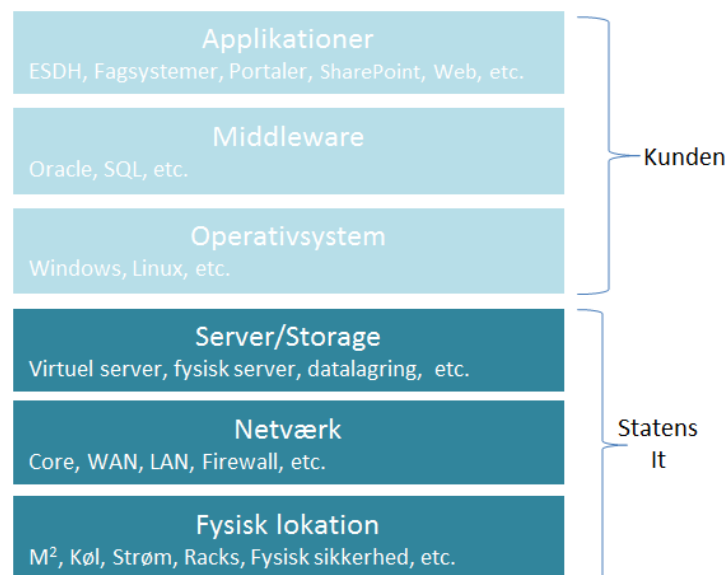 Applikationer
ESDH, Fagsystemer, Portaler, SharePoint, Web, etc.
Middleware
Oracle, SQL, etc.
Kunden
Operativsystem
Windows, Linux, etc.
Server/Storage
Virtuel server, fysisk server, datalagring, etc.
Netværk
Core, WAN, LAN, Firewall, etc.
Statens
It
Fysisk lokation
M², Køl, Strøm, Racks, Fysisk sikkerhed, etc.